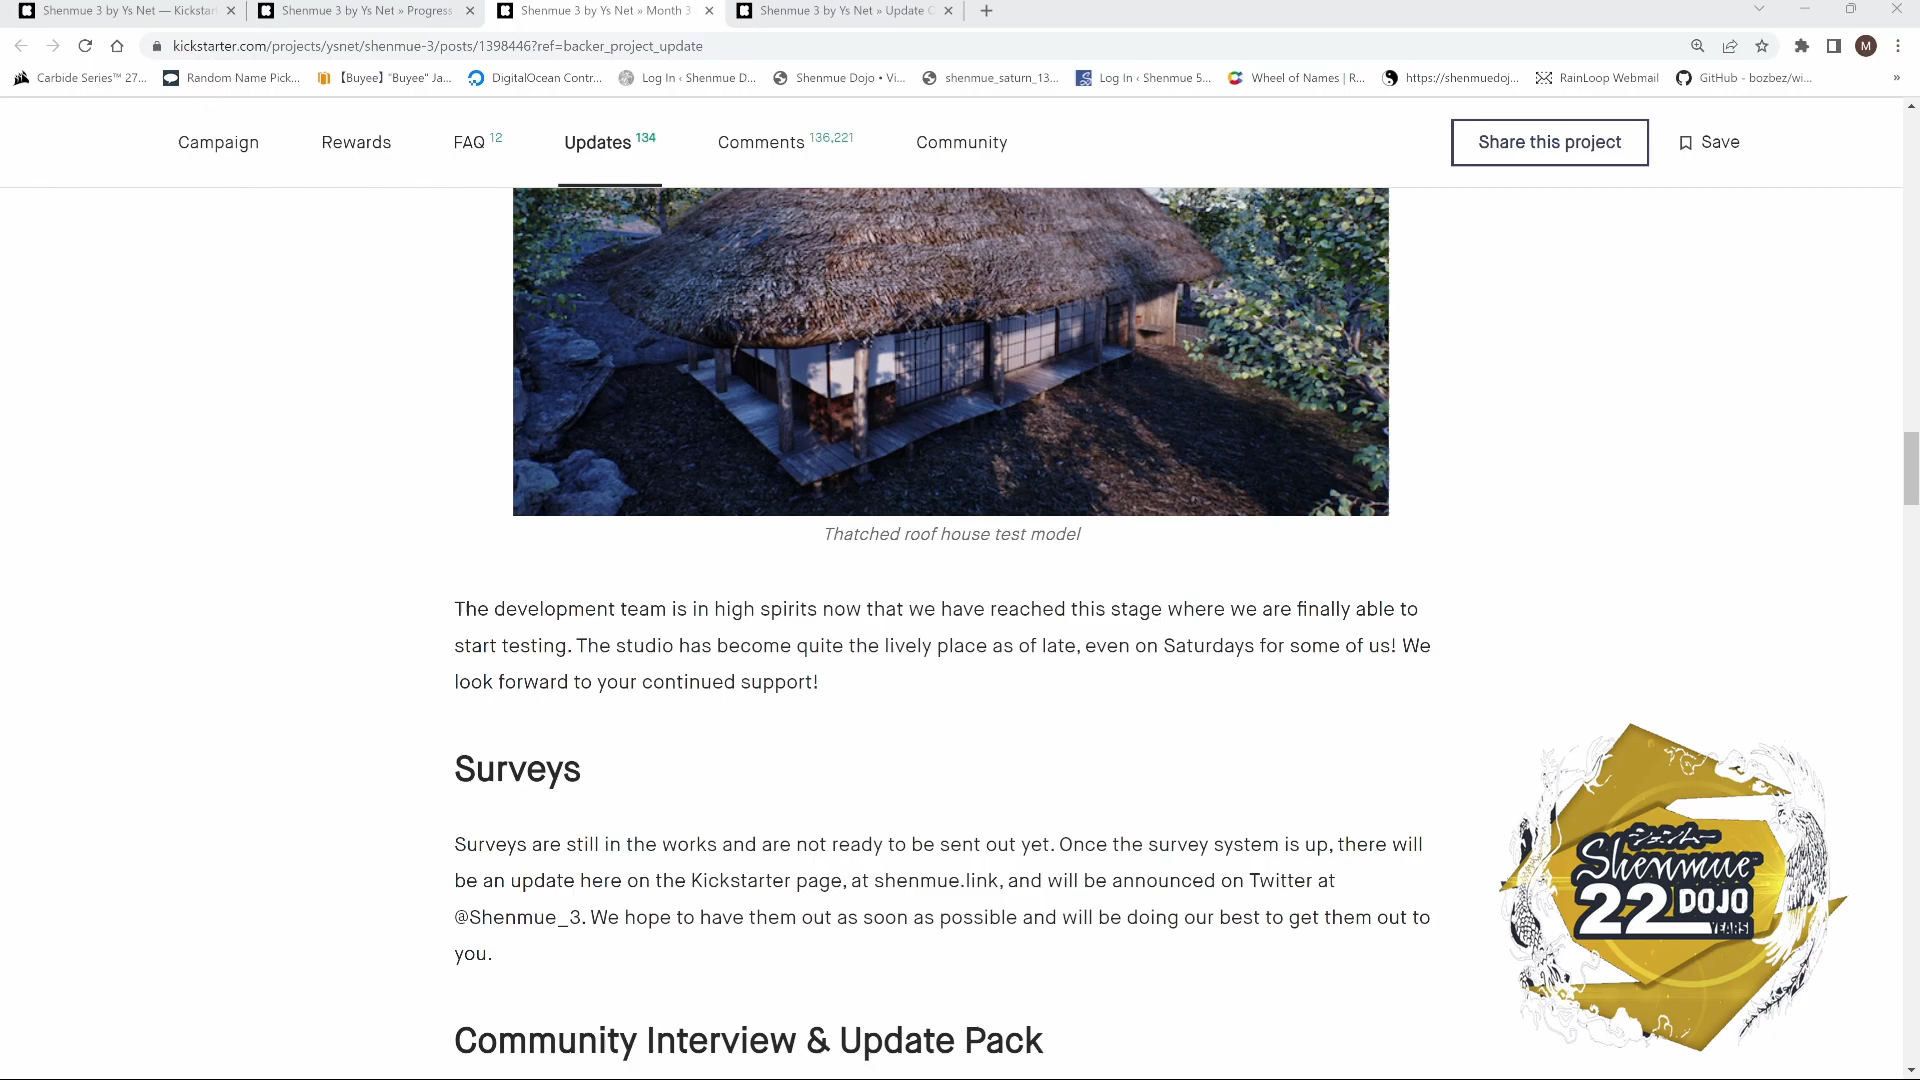 Shenmue 3 by Ys Net — Kickstar
Shenmue 3 by Ys Net » Progress
Shenmue 3 by Ys Net » Month 3
Shenmue 3 by Ys Net » Update
kickstarter.com/projects/ysnet/shenmue-3/posts/1398446?ref=backer_project_update
M
Carbide Series™ 27...
Random Name Pick...
【Buyee】 "Buyee" Ja...
DigitalOcean Contr...
Log In ‹ Shenmue D...
Shenmue Dojo • Vi...
shenmue_saturn_13...
Log In ‹ Shenmue 5...
Wheel of Names | R...
https://shenmuedoj...
RainLoop Webmail
GitHub - bozbez/wi...
»
Campaign
Rewards
FAQ 12
Updates 134
Comments 136,221
Community
Share this project
Save
Thatched roof house test model
The development team is in high spirits now that we have reached this stage where we are finally able to
start testing. The studio has become quite the lively place as of late, even on Saturdays for some of us! We
look forward to your continued support!
Surveys
Surveys are still in the works and are not ready to be sent out yet. Once the survey system is up, there will
be an update here on the Kickstarter page, at shenmue.link, and will be announced on Twitter at
@Shenmue_3. We hope to have them out as soon as possible and will be doing our best to get them out to
you.
Community Interview & Update Pack
シェンムー
Shenmue
22 DOJO
YEARS!